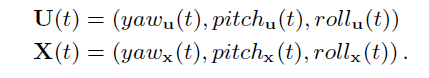 U(t) = (yaw_u(t), pitch_u(t), roll_u(t))
X(t) = (yaw_x(t), pitch_x(t), roll_x(t)) .